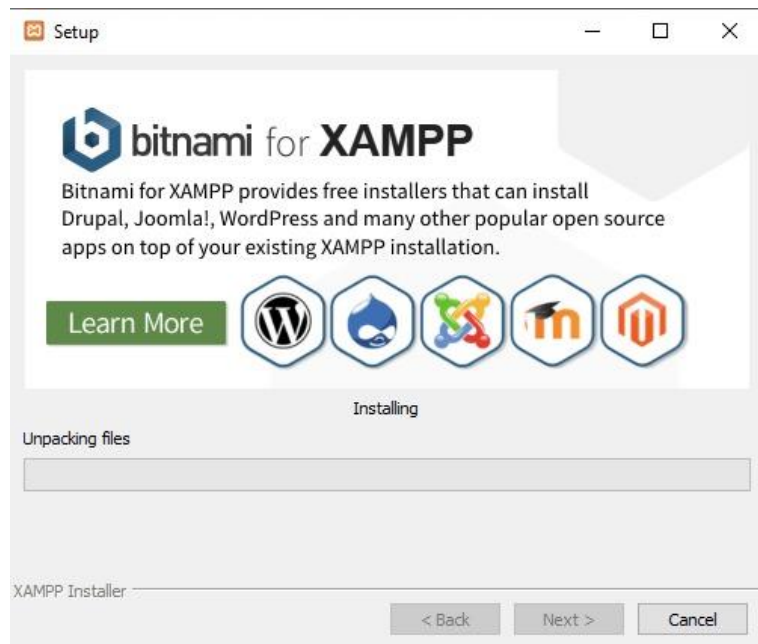 Setup
bitnami for XAMPP
Bitnami for XAMPP provides free installers that can install
Drupal, Joomla!, WordPress and many other popular open source
apps on top of your existing XAMPP installation.
Learn More
Installing
Unpacking files
XAMPP Installer
< Back Next > Cancel